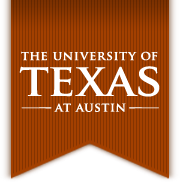 THE UNIVERSITY OF
TEXAS
AT AUSTIN